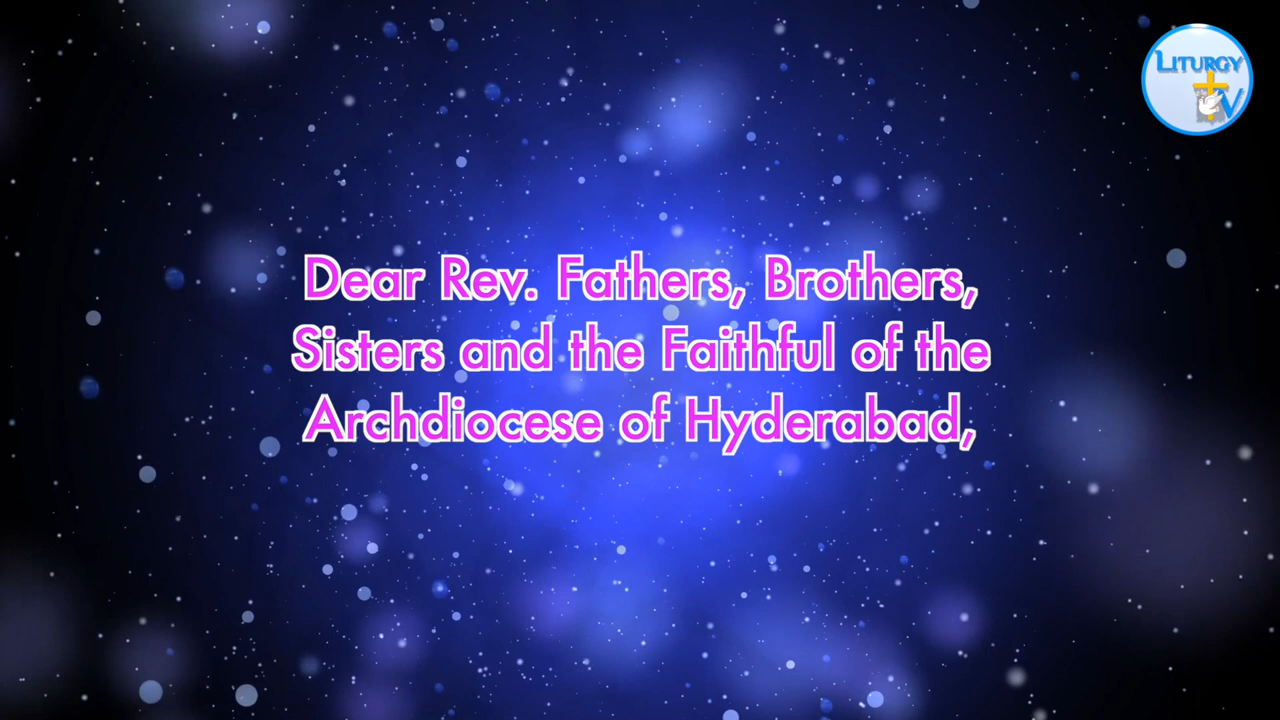 LITURGY
TV
Dear Rev. Fathers, Brothers,
Sisters and the Faithful of the
Archdiocese of Hyderabad,